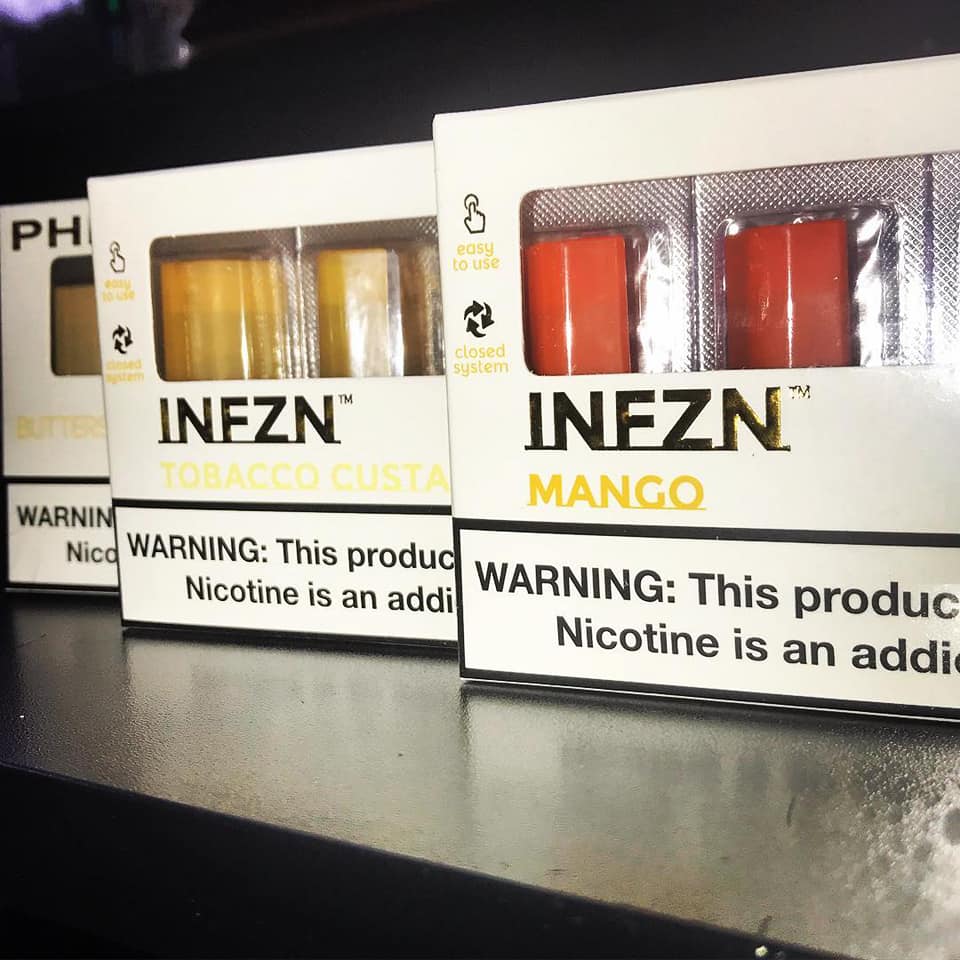 PH
BUTTERS
WARNIN
Nico
easy
to use
closed
system
INFZN™
TOBACCO CUSTA
WARNING: This produc
Nicotine is an addi
easy
to use
closed
system
INFZN™
MANGO
WARNING: This produc
Nicotine is an addic